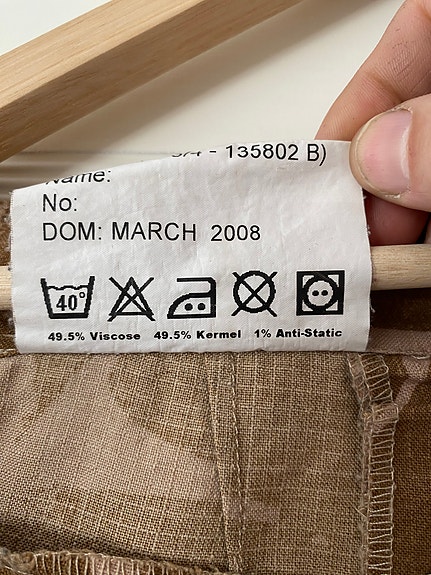 - 135802 B)
Name:
No:
DOM: MARCH 2008
40°
49.5% Viscose 49.5% Kermel 1% Anti-Static